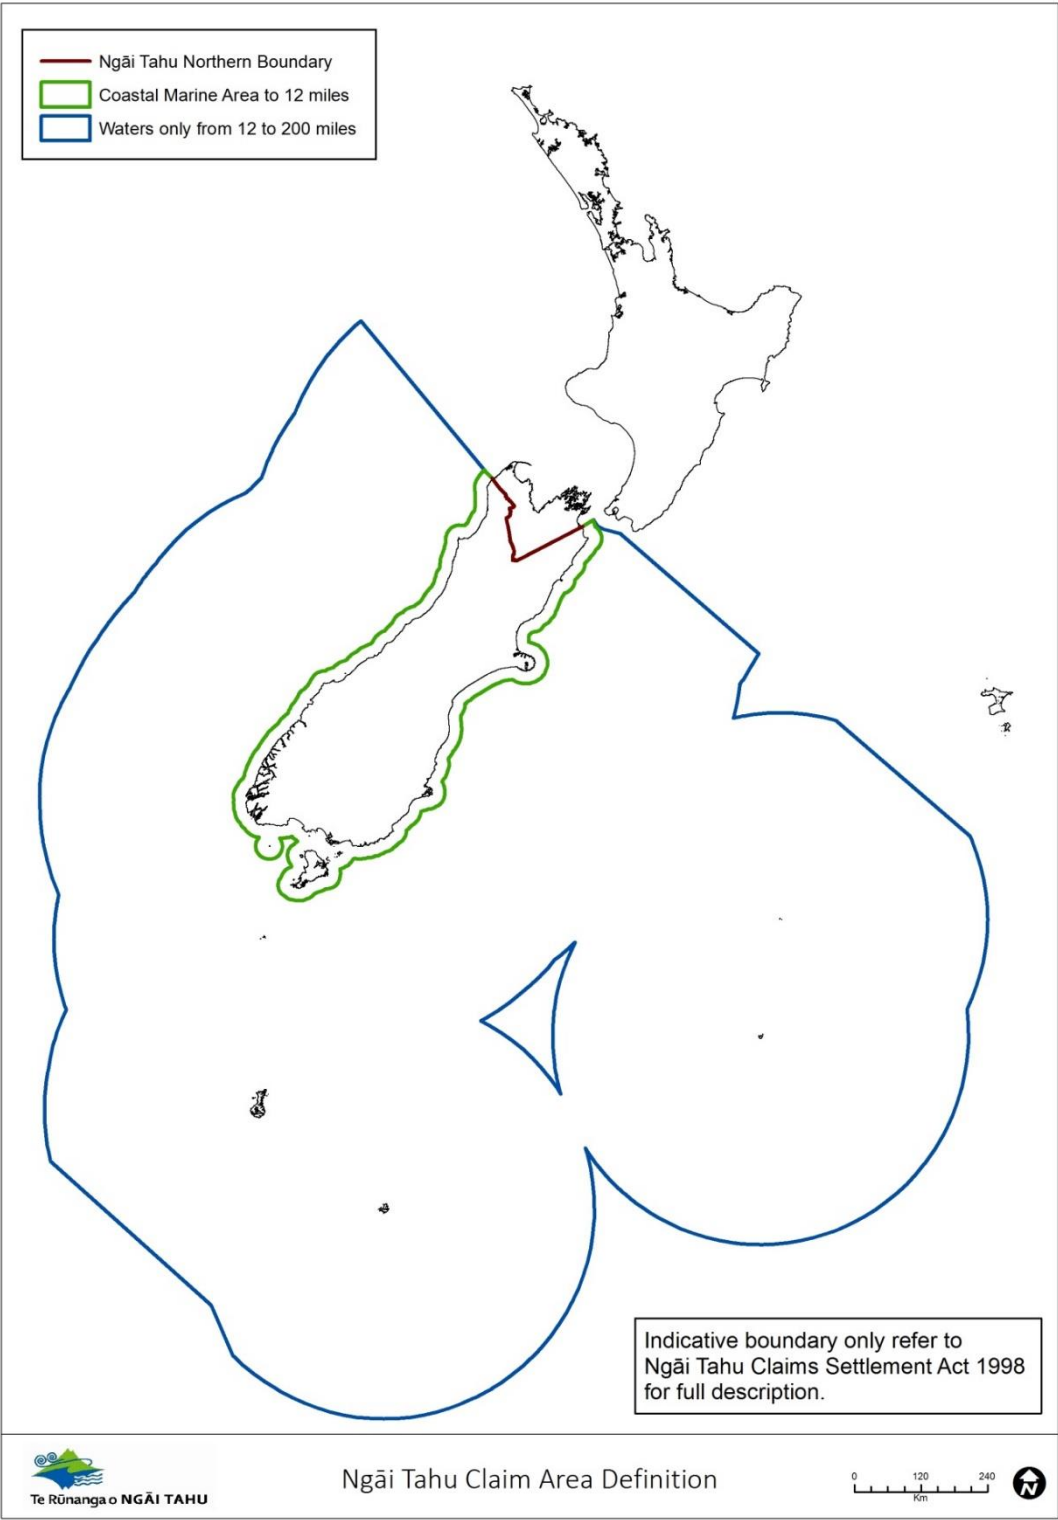 Ngāi Tahu Northern Boundary
Coastal Marine Area to 12 miles
Waters only from 12 to 200 miles
Indicative boundary only refer to
Ngāi Tahu Claims Settlement Act 1998
for full description.
Te Rūnanga o NGĀI TAHU
Ngāi Tahu Claim Area Definition
0 120 240
Km
N